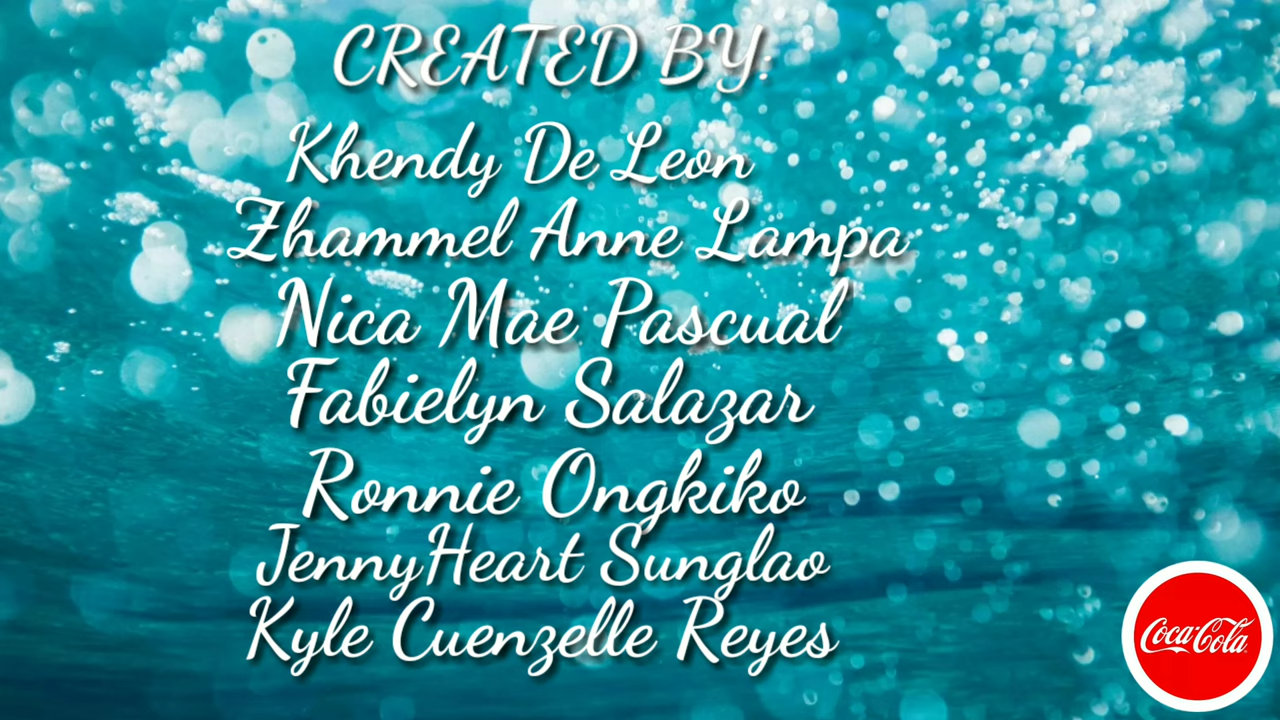 CREATED BY:
Khendy De Leon
Zhammel Anne Lampa
Nica Mae Pascual
Fabielyn Salazar
Ronnie Ongkiko
JennyHeart Sunglao
Kyle Cuenzelle Reyes
Coca-Cola